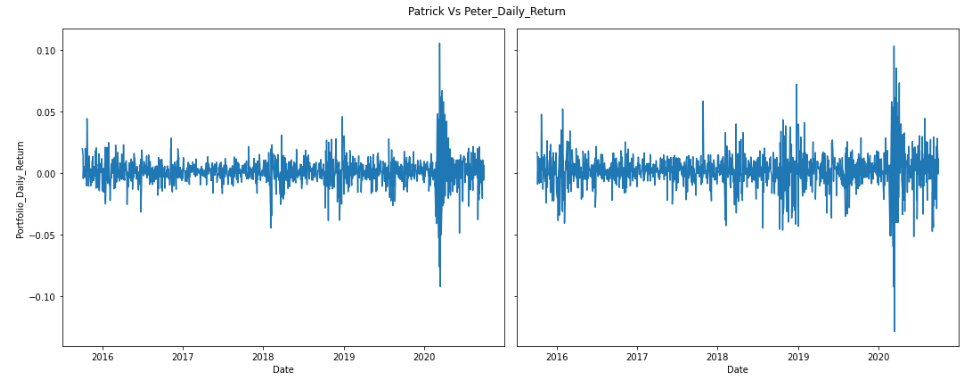 Patrick Vs Peter_Daily_Return
Portfolio_Daily_Return
0.10
0.05
0.00
−0.05
−0.10
2016 2017 2018 2019 2020
Date
2016 2017 2018 2019 2020
Date